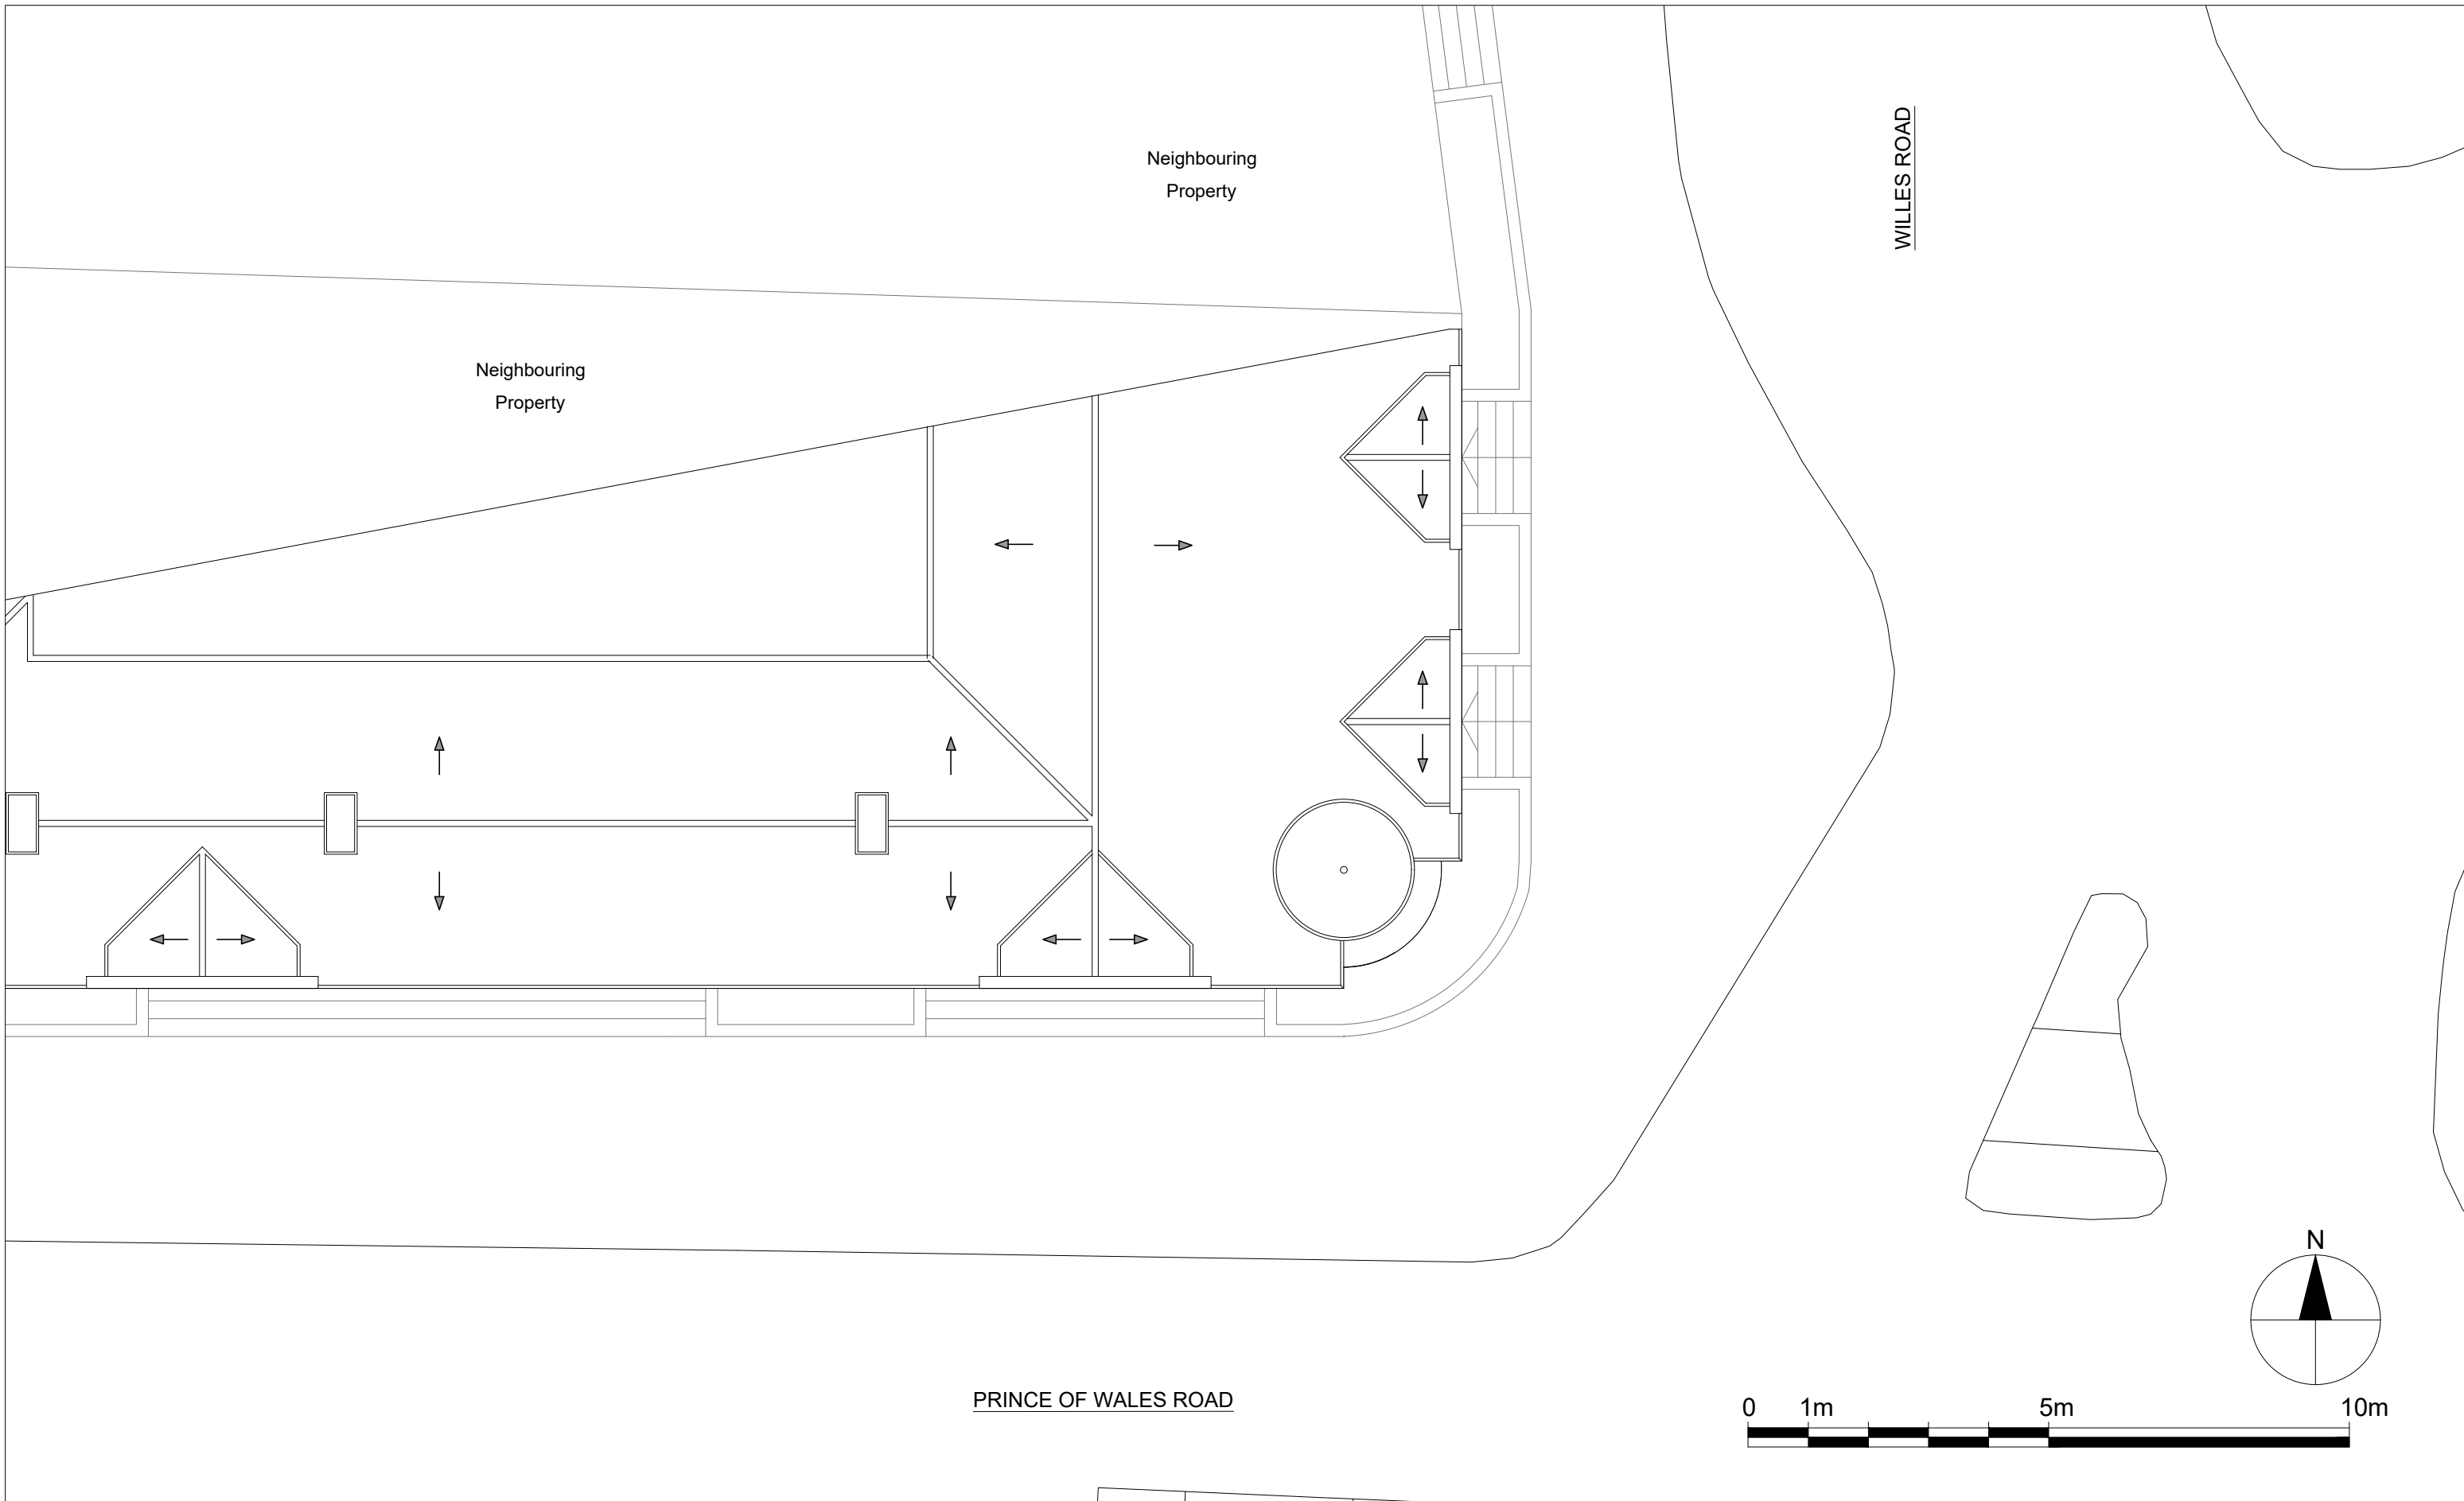 WILLES ROAD
Neighbouring
Property
Neighbouring
Property
N
PRINCE OF WALES ROAD
0 1m 5m 10m